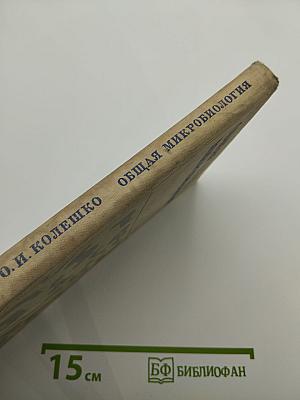 О. И. КОЛЕШКО ОБЩАЯ МИКРОБИОЛОГИЯ
15 см
БФ БИБЛИОФАН